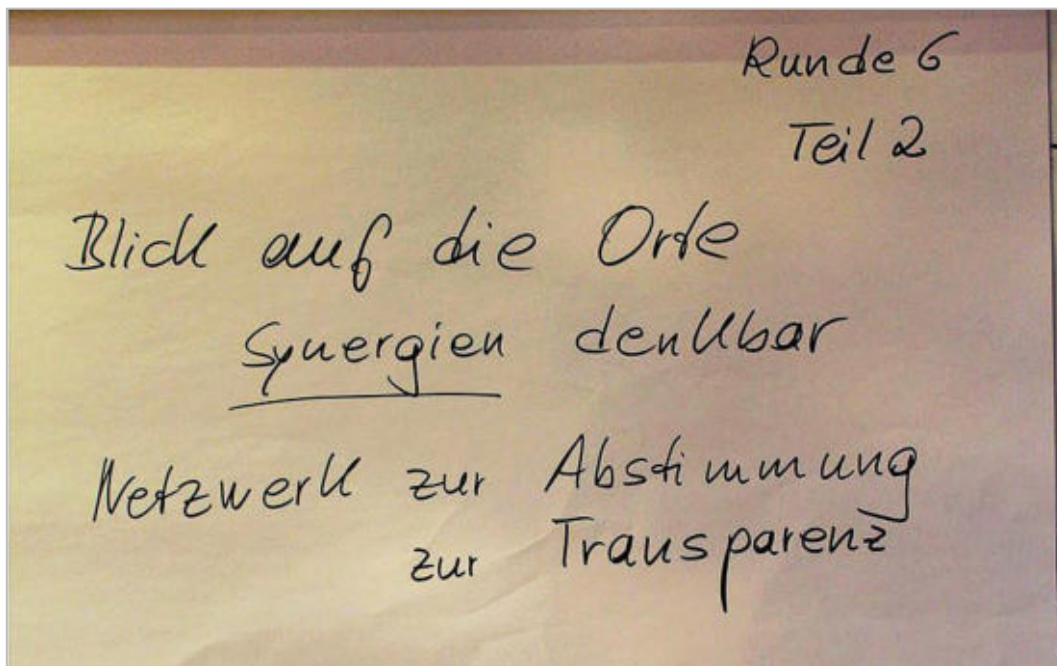 Runde 6
Teil 2
Blick auf die Orte
Synergien denkbar
Netzwerk zur Abstimmung
zur Transparenz